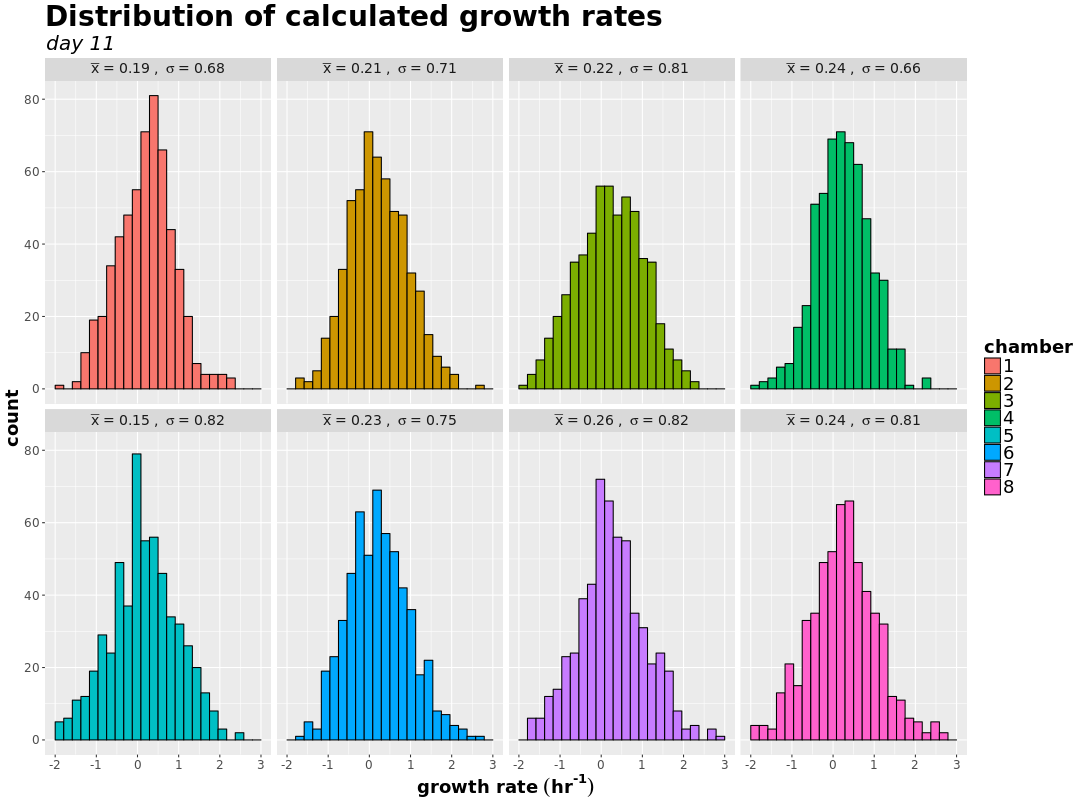 Distribution of calculated growth rates
day 11
x̅ = 0.19 , σ = 0.68
x̅ = 0.21 , σ = 0.71
x̅ = 0.22 , σ = 0.81
x̅ = 0.24 , σ = 0.66
80
60
40
20
0
x̅ = 0.15 , σ = 0.82
x̅ = 0.23 , σ = 0.75
x̅ = 0.26 , σ = 0.82
x̅ = 0.24 , σ = 0.81
80
60
40
20
0
-2 -1 0 1 2 3
-2 -1 0 1 2 3
-2 -1 0 1 2 3
-2 -1 0 1 2 3
growth rate (hr⁻¹)
count
chamber
1
2
3
4
5
6
7
8